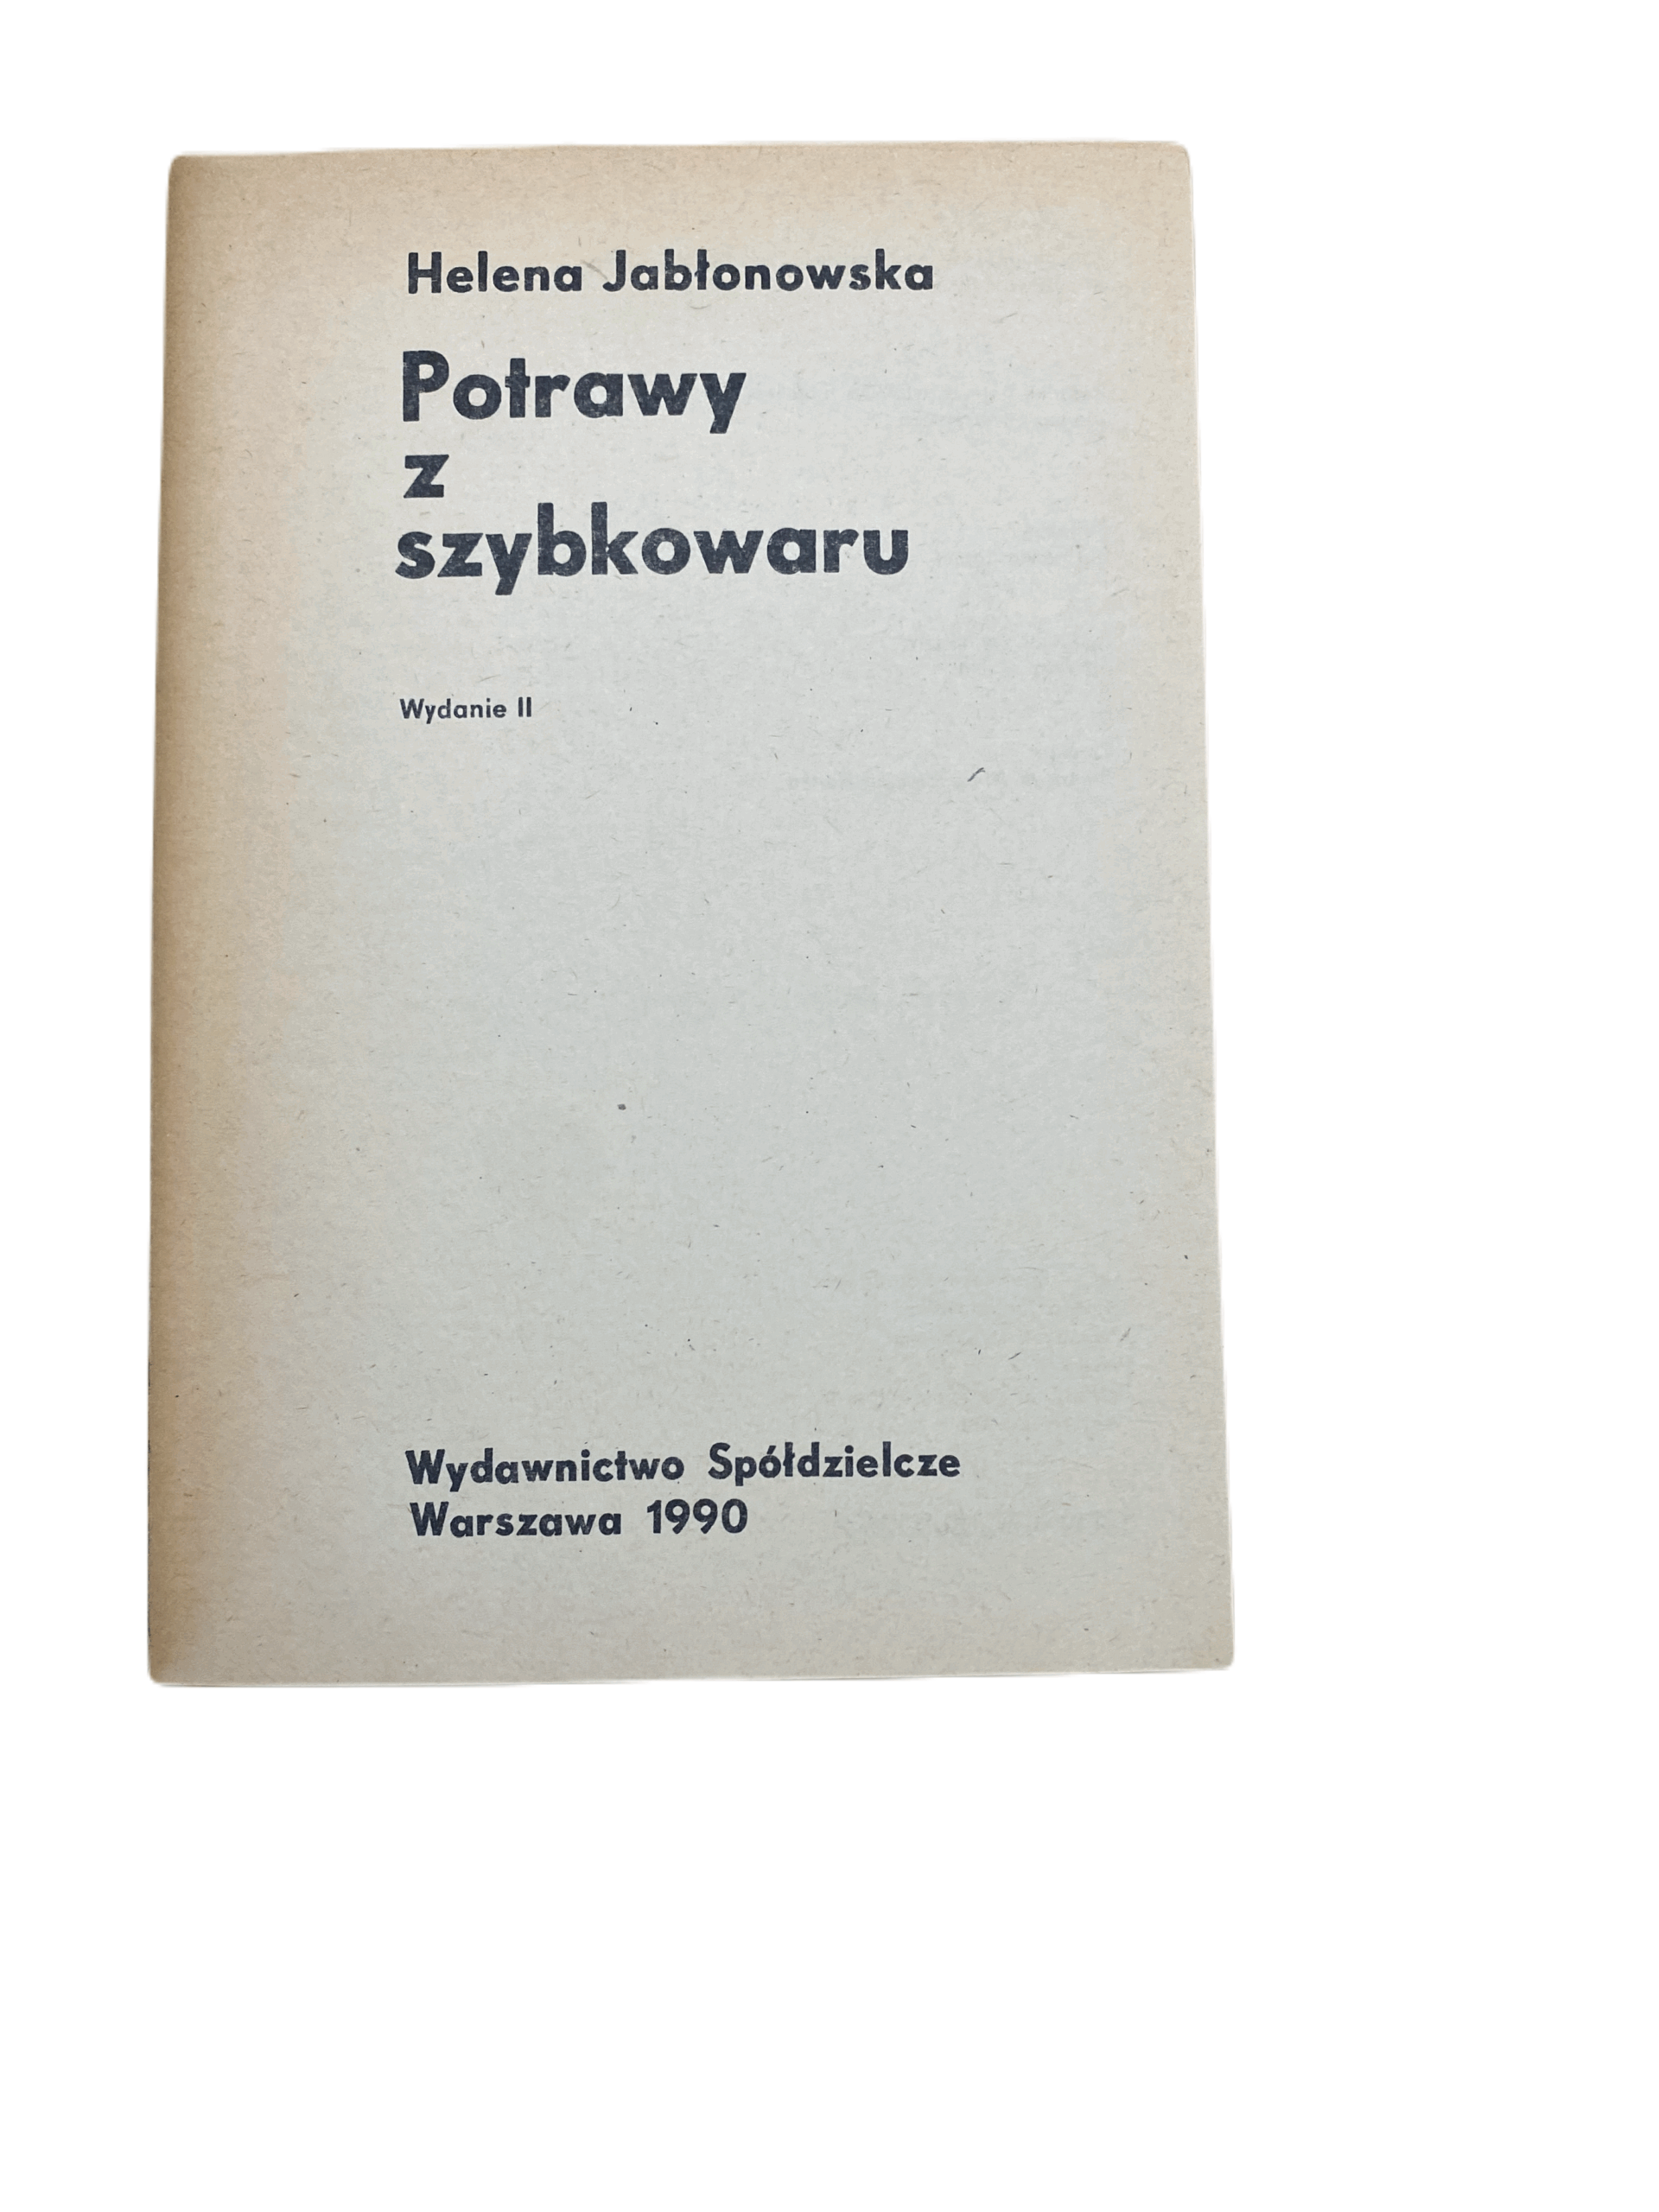 Helena Jabłonowska
Potrawy
z
szybkowaru
Wydanie II
Wydawnictwo Spółdzielcze
Warszawa 1990